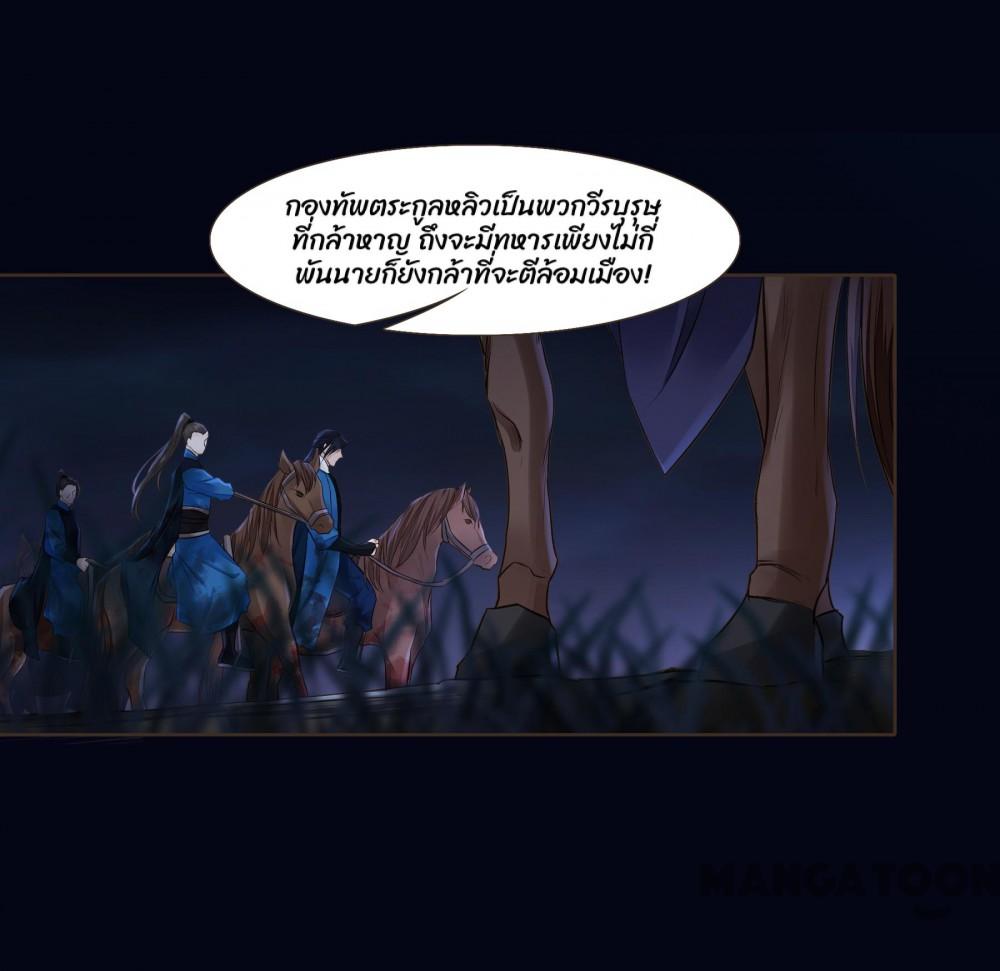 กองทัพตระกูลหลิวเป็นพวกวีรบุรุษ
ที่กล้าหาญ ถึงจะมีทหารเพียงไม่กี่
พันนายก็ยังกล้าที่จะตีล้อมเมือง!
MANGA TOON